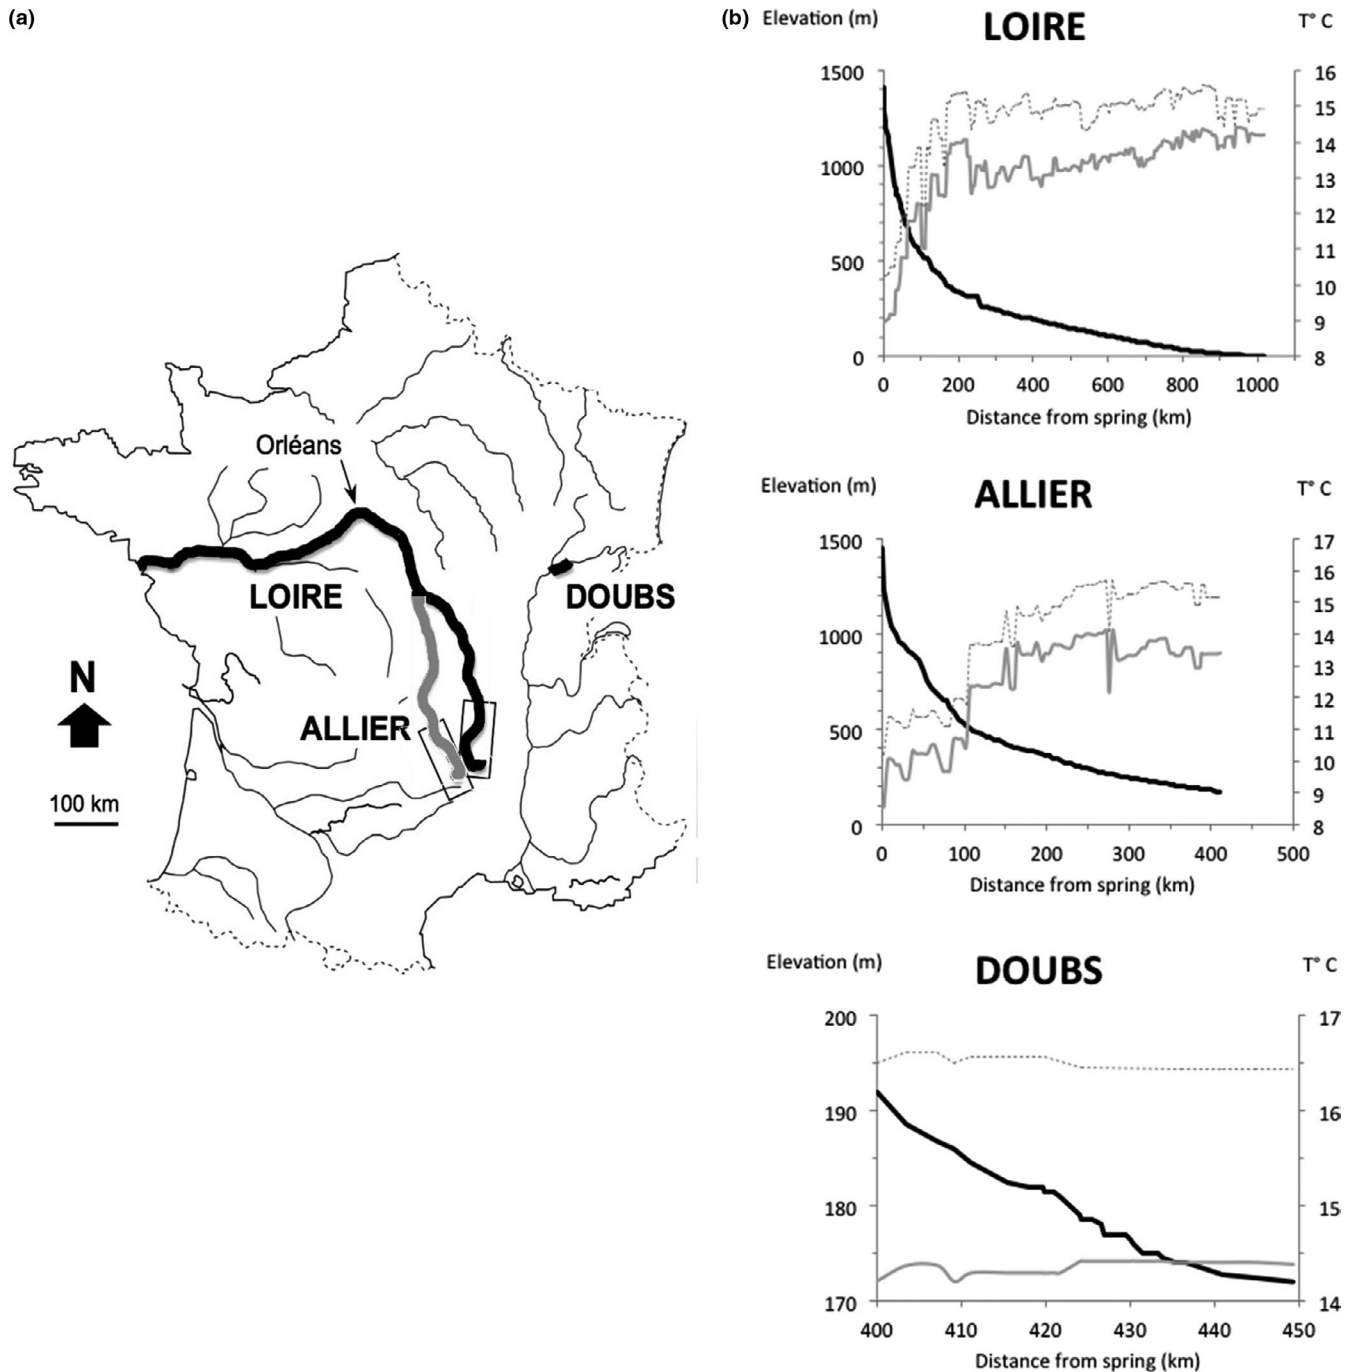 (a)
Orléans
LOIRE
DOUBS
ALLIER
N
100 km
(b)
Elevation (m)
LOIRE
T° C
1500
1000
500
0
16
15
14
13
12
11
10
9
8
0 200 400 600 800 1000
Distance from spring (km)
Elevation (m)
ALLIER
T° C
1500
1000
500
0
17
16
15
14
13
12
11
10
9
8
0 100 200 300 400 500
Distance from spring (km)
Elevation (m)
DOUBS
T° C
200
190
180
170
17
16
15
14
400 410 420 430 440 450
Distance from spring (km)